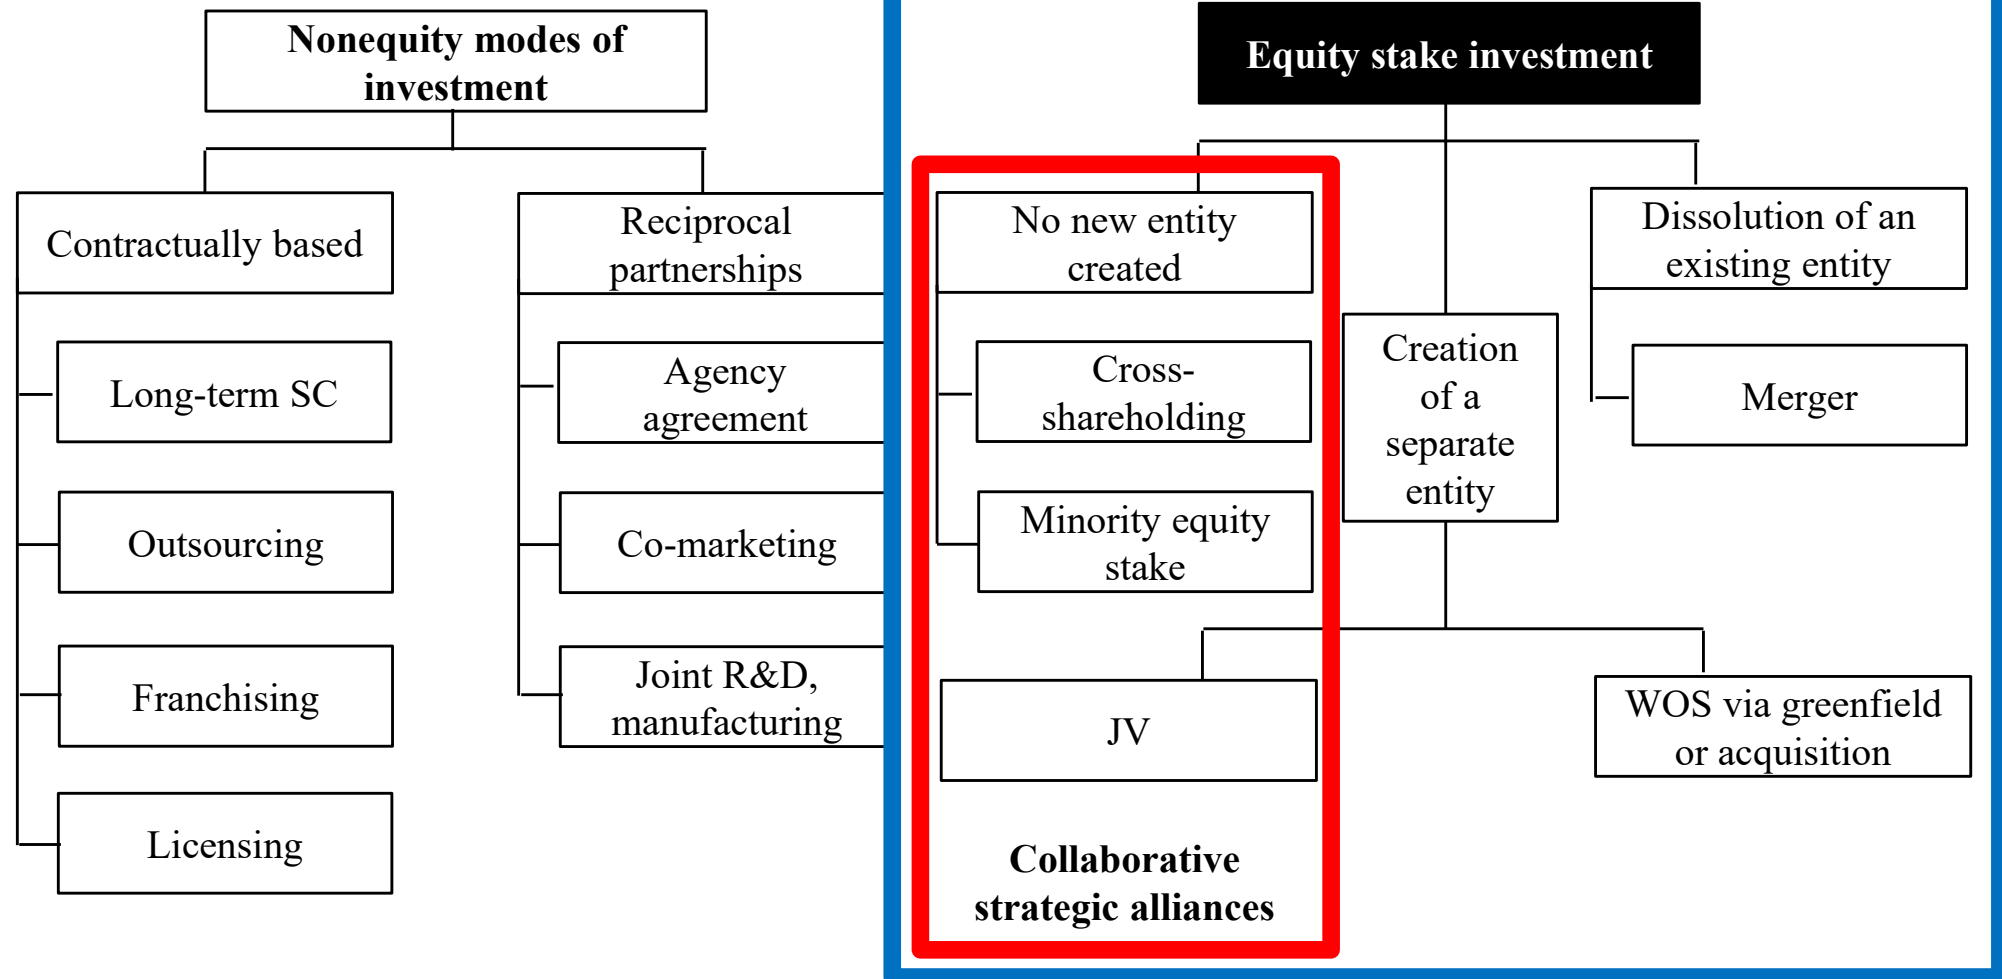 Nonequity modes of
investment
Contractually based
Long-term SC
Outsourcing
Franchising
Licensing
Reciprocal
partnerships
Agency
agreement
Co-marketing
Joint R&D,
manufacturing
Equity stake investment
No new entity
created
Cross-
shareholding
Minority equity
stake
Creation
of a
separate
entity
JV
WOS via greenfield
or acquisition
Dissolution of an
existing entity
Merger
Collaborative
strategic alliances